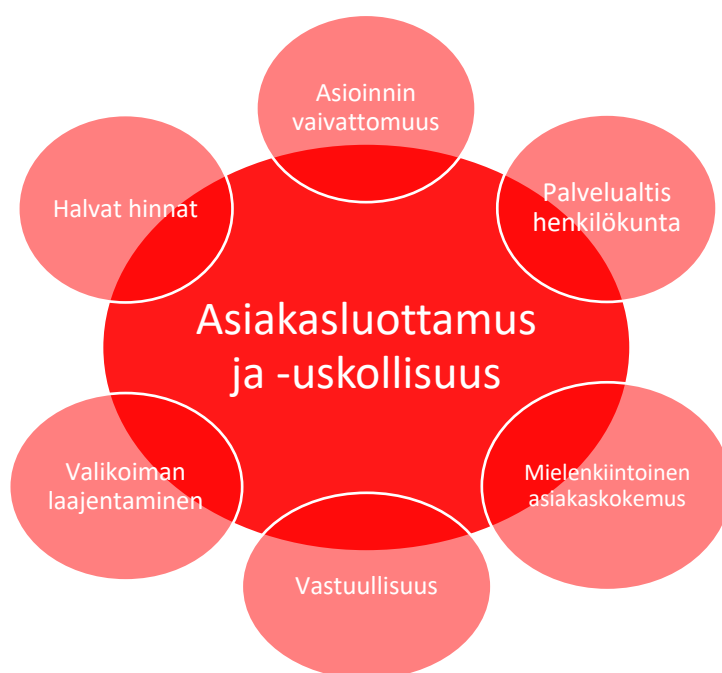 Asioinnin
vaivattomuus
Palvelualtis
henkilökunta
Halvat hinnat
Asiakasluottamus
ja -uskollisuus
Mielenkiintoinen
asiakaskokemus
Valikoiman
laajentaminen
Vastuullisuus